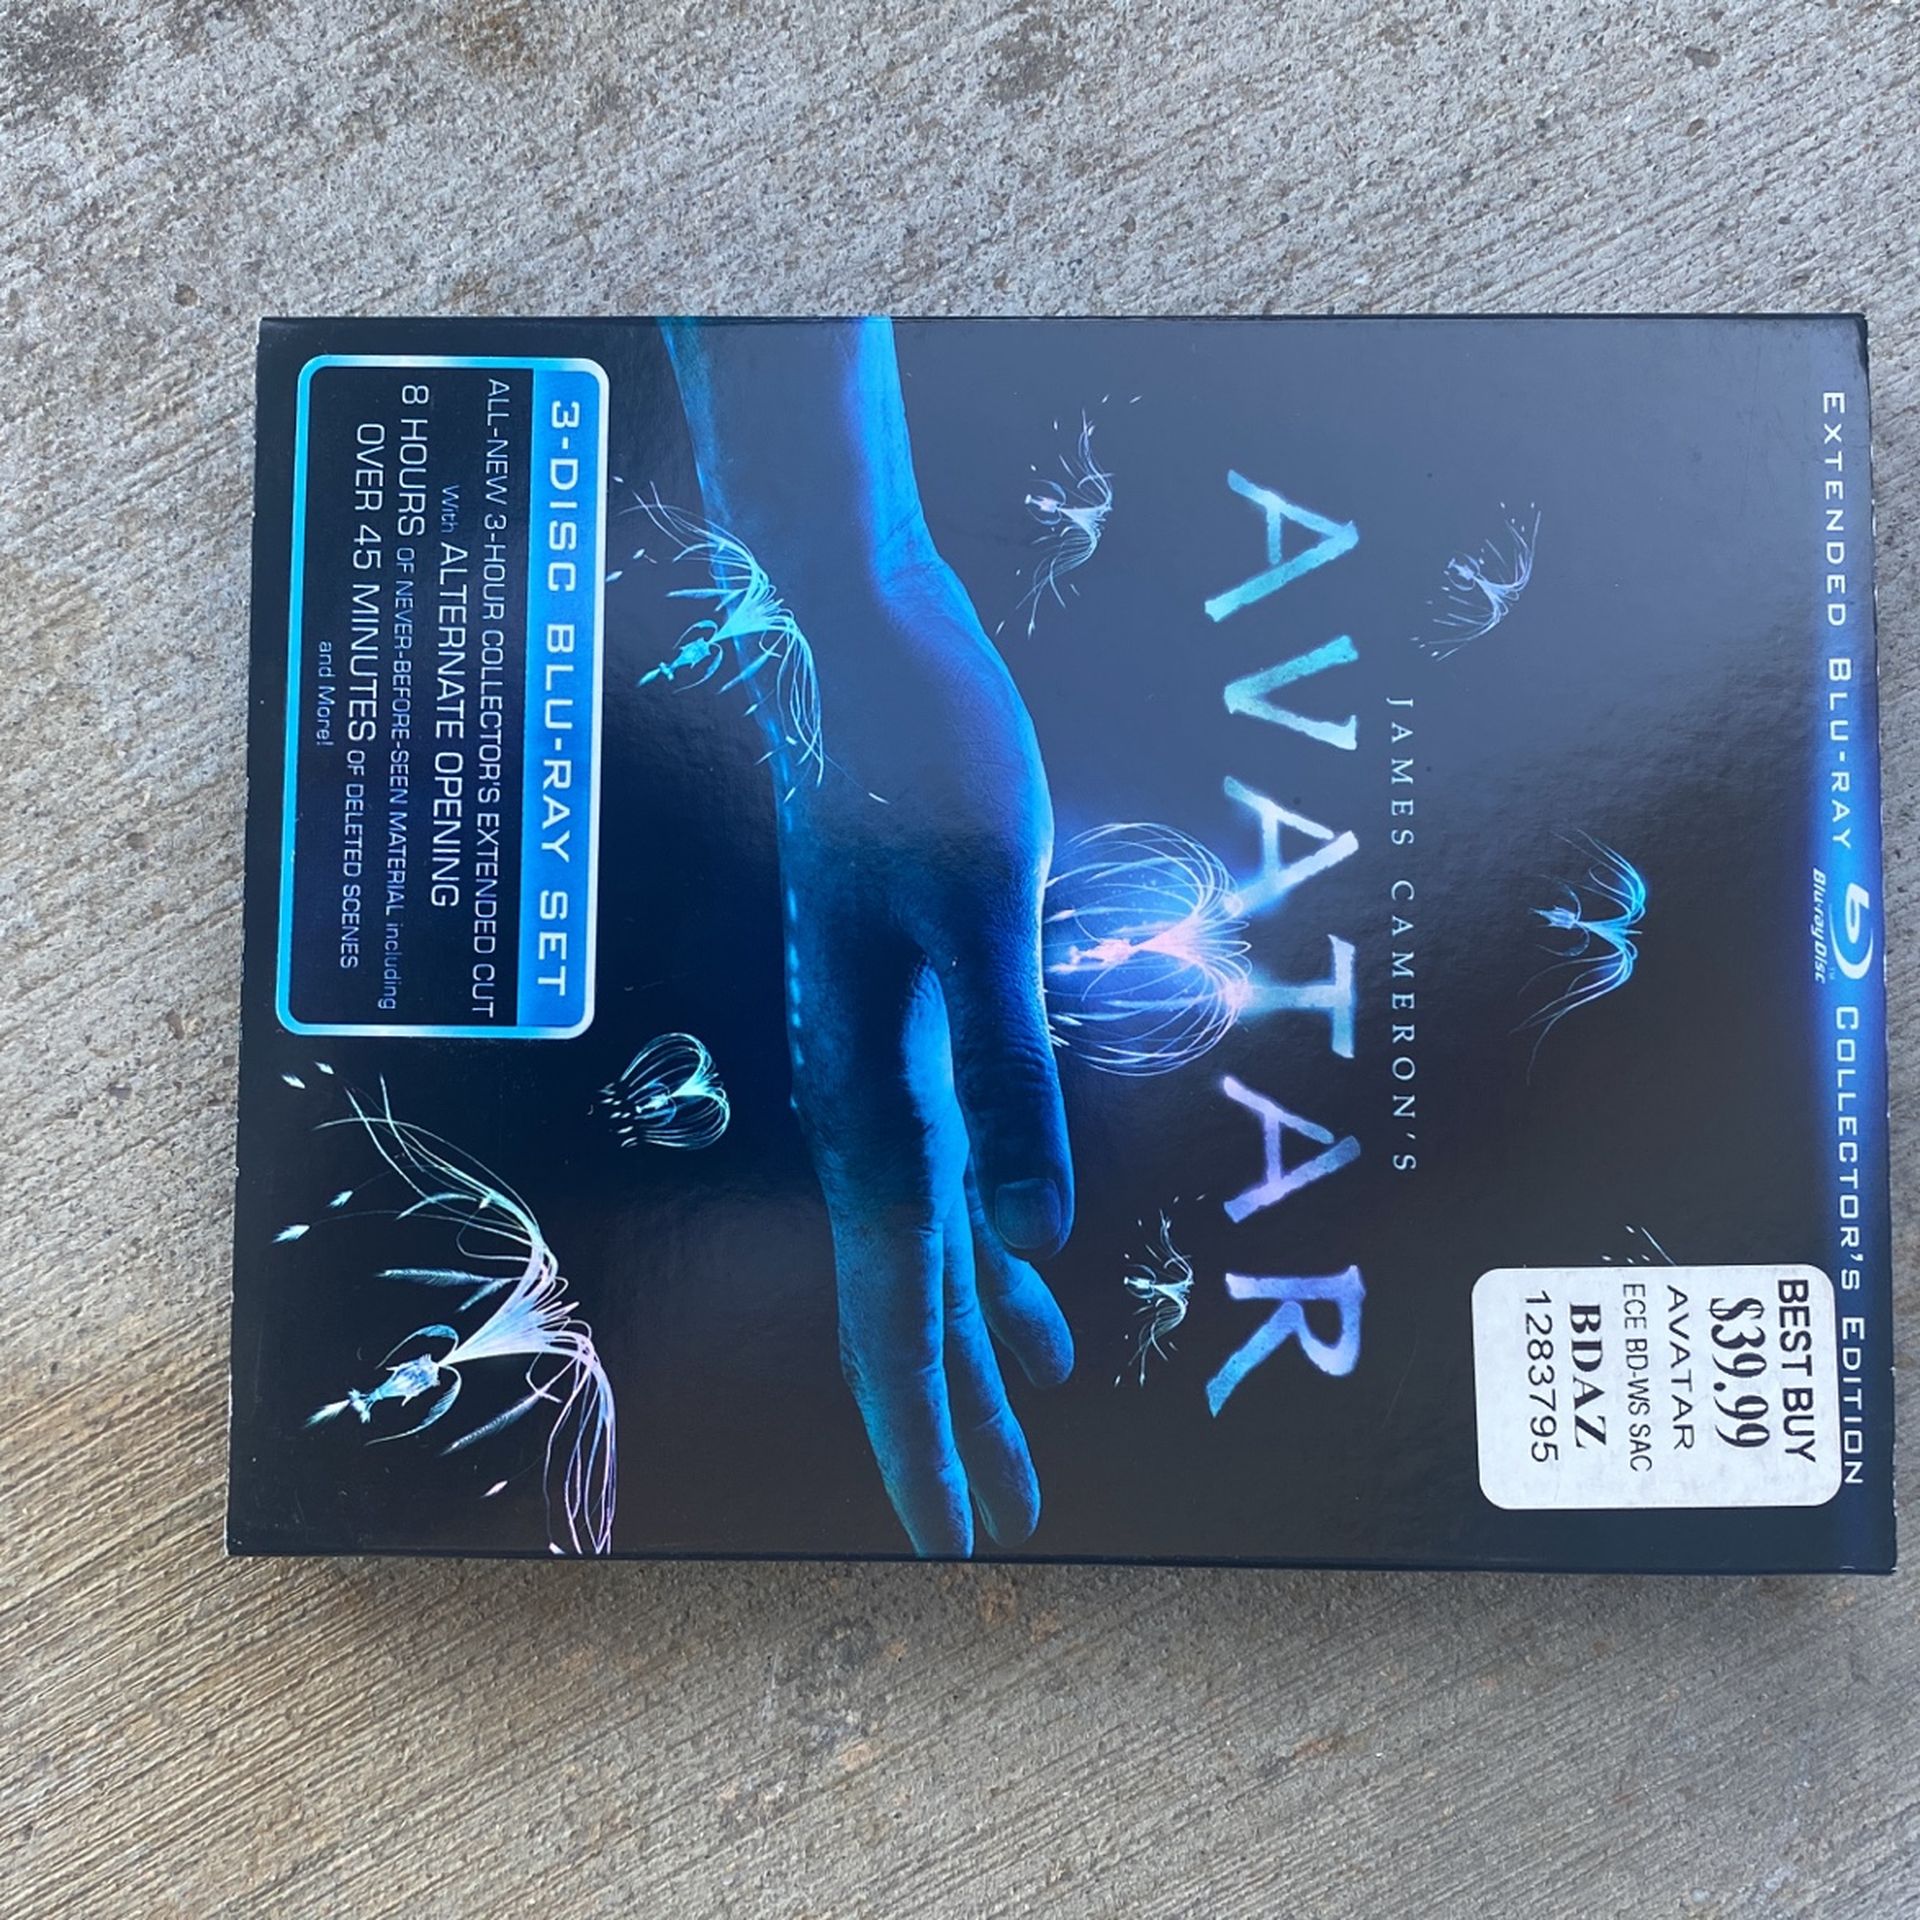 EXTENDED BLU-RAY Blu-ray Disc™ COLLECTOR'S EDITION
BEST BUY
$39.99
AVATAR
ECE BD-WS SAC
BDAZ
1283795
JAMES CAMERON'S
AVATAR
3-DISC BLU-RAY SET
ALL-NEW 3-HOUR COLLECTOR'S EXTENDED CUT
with ALTERNATE OPENING
8 HOURS OF NEVER-BEFORE-SEEN MATERIAL including
OVER 45 MINUTES OF DELETED SCENES
and More!